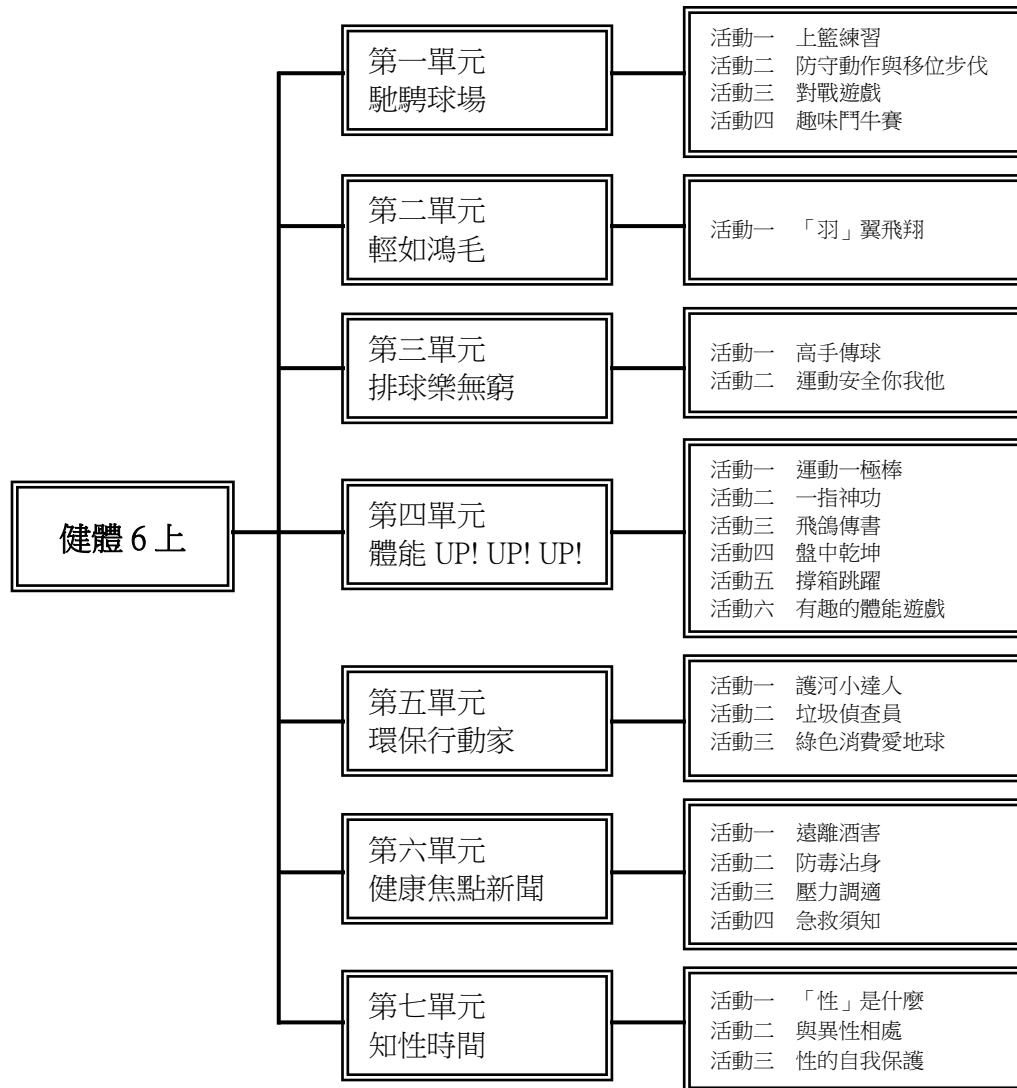 健體 6 上
第一單元
馳騁球場
活動一　上籃練習
活動二　防守動作與移位步伐
活動三　對戰遊戲
活動四　趣味鬥牛賽
第二單元
輕如鴻毛
活動一　「羽」翼飛翔
第三單元
排球樂無窮
活動一　高手傳球
活動二　運動安全你我他
第四單元
體能 UP! UP! UP!
活動一　運動一極棒
活動二　一指神功
活動三　飛鴿傳書
活動四　盤中乾坤
活動五　撐箱跳躍
活動六　有趣的體能遊戲
第五單元
環保行動家
活動一　護河小達人
活動二　垃圾偵查員
活動三　綠色消費愛地球
第六單元
健康焦點新聞
活動一　遠離酒害
活動二　防毒沾身
活動三　壓力調適
活動四　急救須知
第七單元
知性時間
活動一　「性」是什麼
活動二　與異性相處
活動三　性的自我保護